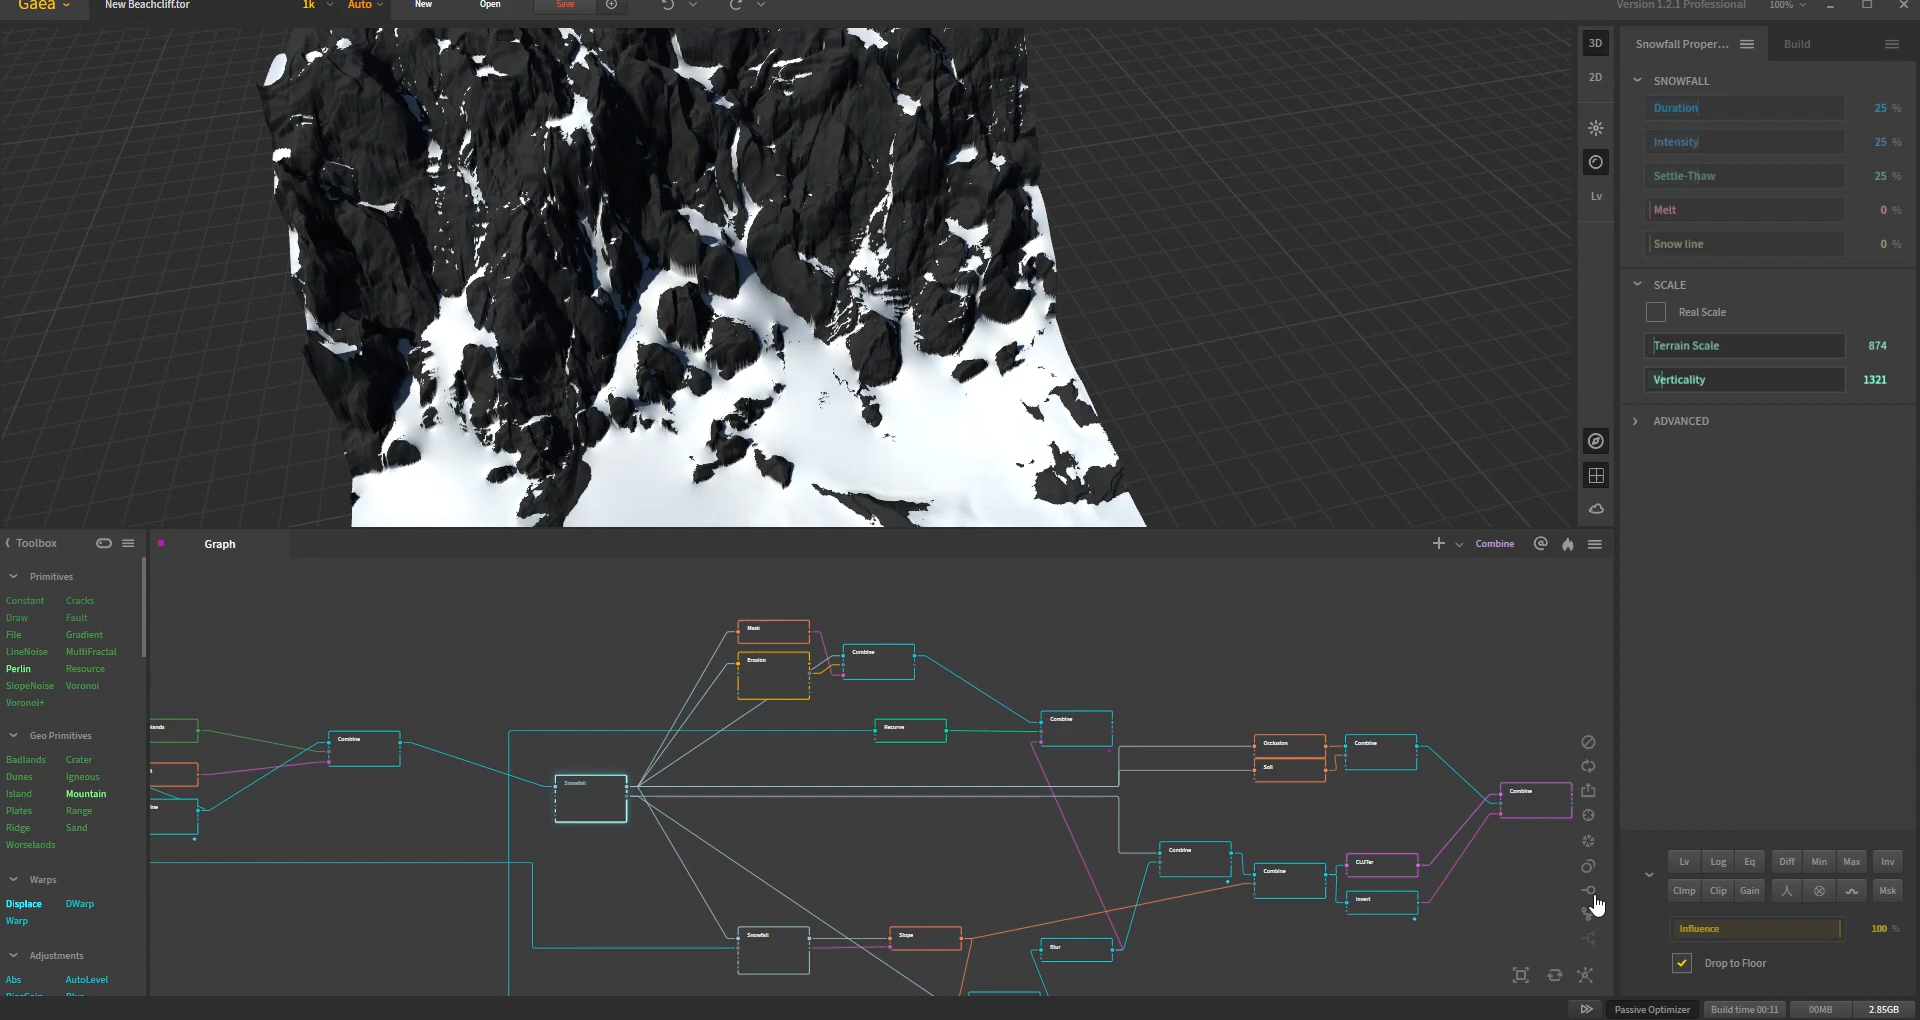 Gaea
New Beachcliff.tor
1k
Auto
New
Open
Save
Version 1.2.1 Professional
100%
3D
2D
Lv
Snowfall Proper...
Build
SNOWFALL
Duration 25 %
Intensity 25 %
Settle-Thaw 25 %
Melt 0 %
Snow line 0 %
SCALE
Real Scale
Terrain Scale 874
Verticality 1321
ADVANCED
Toolbox
Graph
Combine
Primitives
Constant Cracks
Draw Fault
File Gradient
LineNoise MultiFractal
Perlin Resource
SlopeNoise Voronoi
Voronoi+
Geo Primitives
Badlands Crater
Dunes Igneous
Island Mountain
Plates Range
Ridge Sand
Worselands
Warps
Displace DWarp
Warp
Adjustments
Abs AutoLevel
Combine
Snowfall
Mask
Erosion
Combine
Recurve
Combine
Occlusion
Soil
Combine
Combine
Combine
Combine
CLUTer
Invert
Snowfall
Slope
Blur
Lv Log Eq Diff Min Max Inv
Clmp Clip Gain Msk
Influence 100 %
Drop to Floor
Passive Optimizer
Build time 00:11
00MB
2.85GB